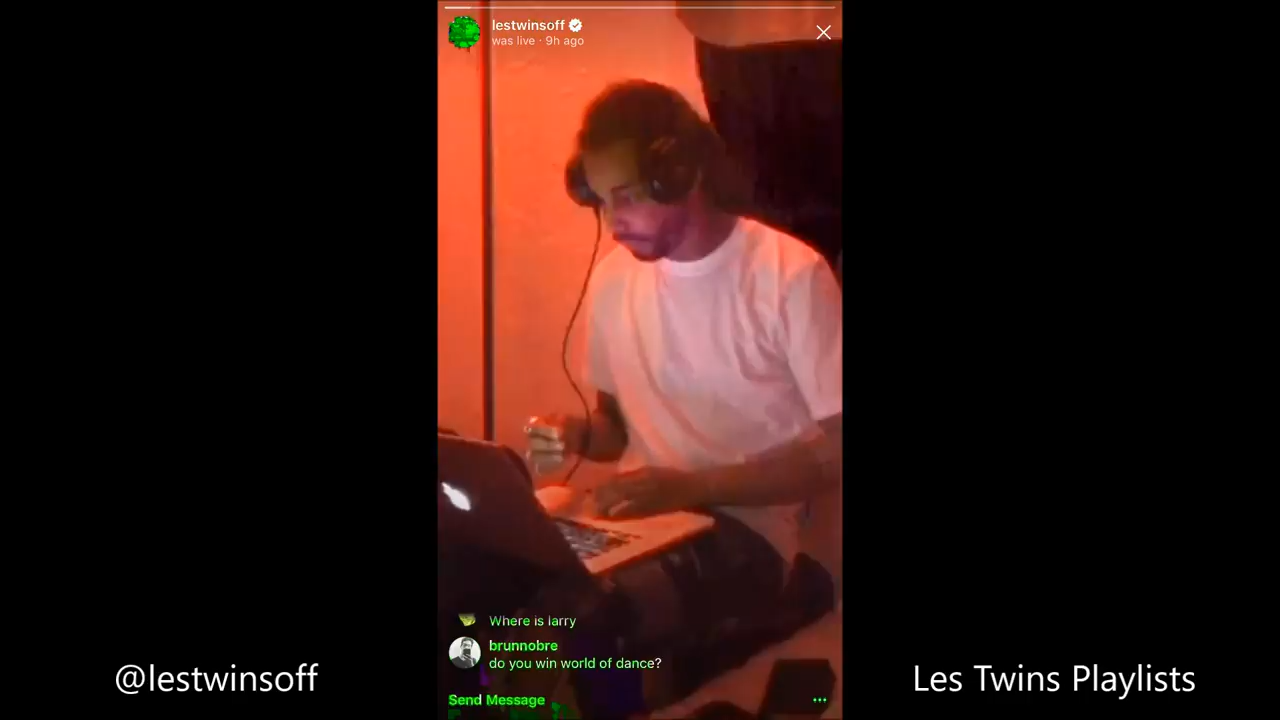 lestwinsoff
was live · 9h ago
Where is larry
brunnobre
do you win world of dance?
@lestwinsoff
Les Twins Playlists
Send Message